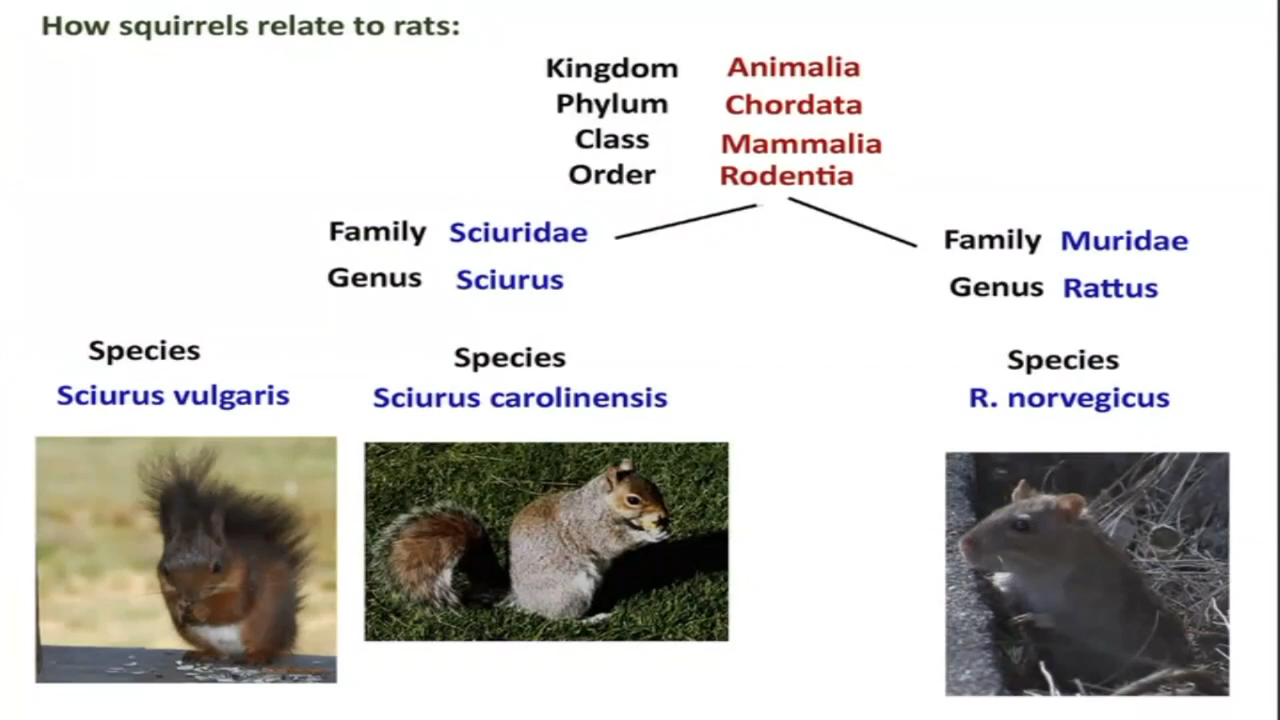 How squirrels relate to rats:
Kingdom Animalia
Phylum Chordata
Class Mammalia
Order Rodentia
Family Sciuridae
Genus Sciurus
Family Muridae
Genus Rattus
Species
Sciurus vulgaris
Species
Sciurus carolinensis
Species
R. norvegicus